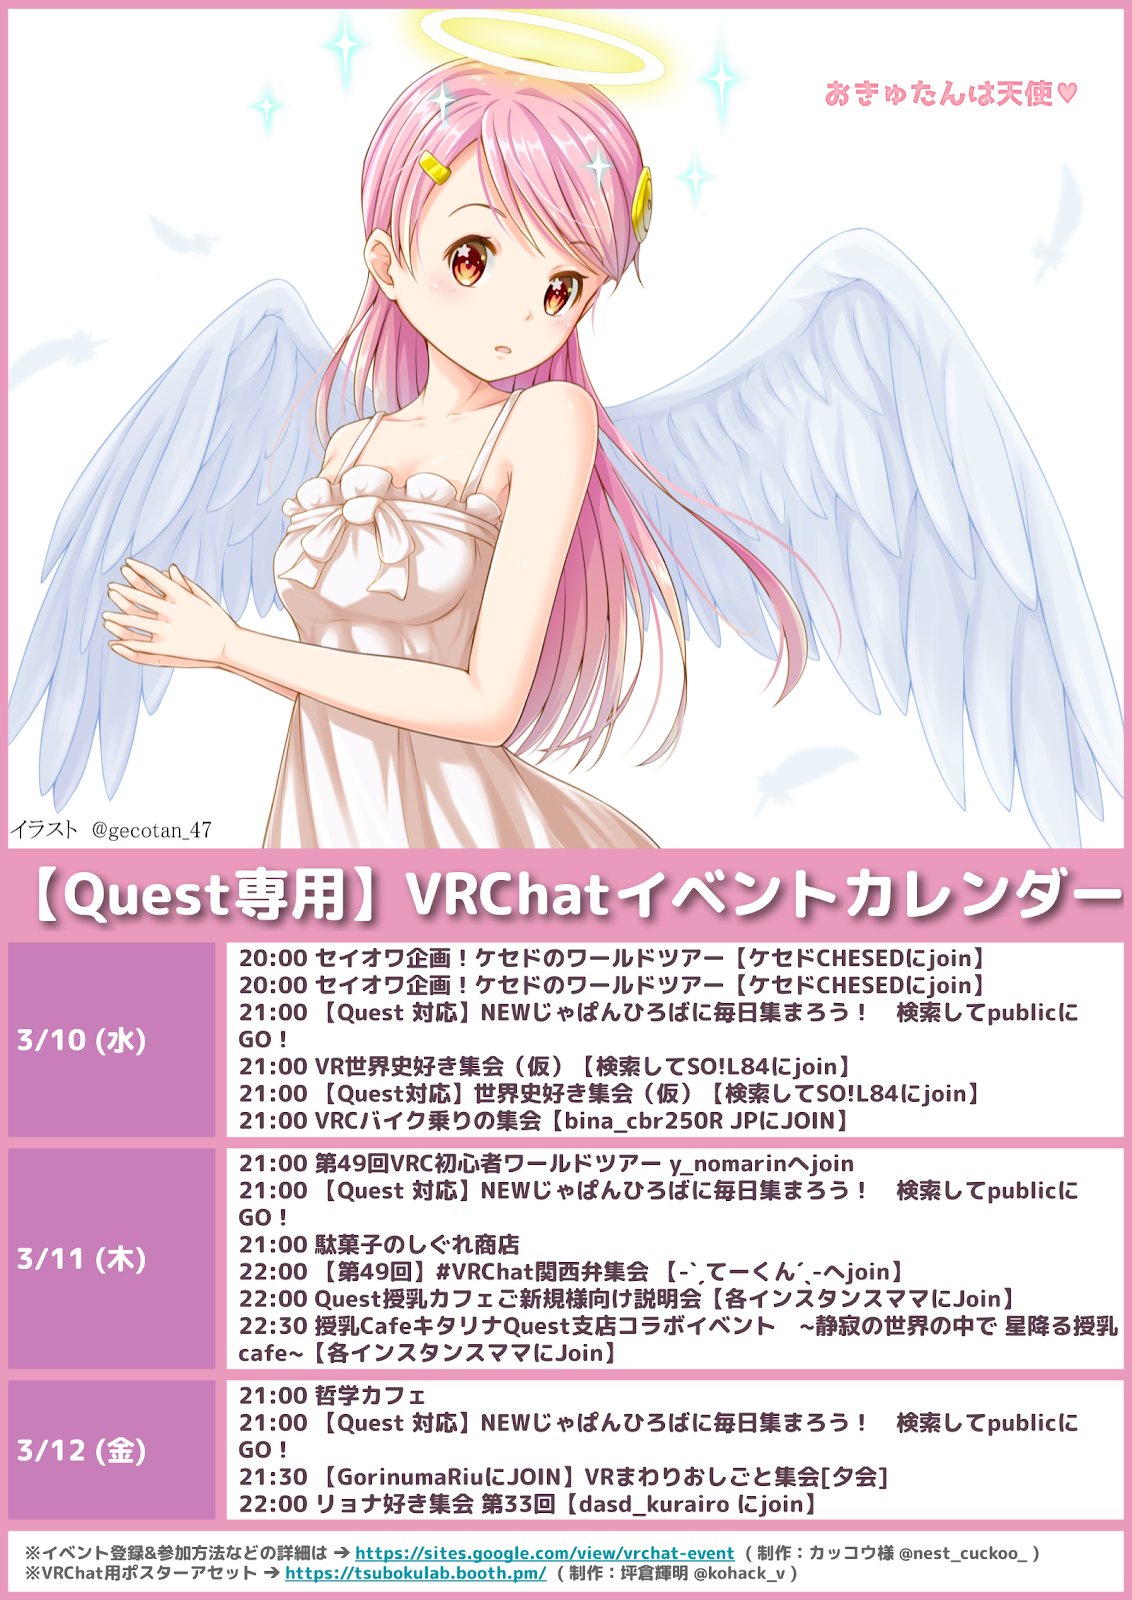 おきゅたんは天使♥
イラスト @gecotan_47
【Quest専用】VRChatイベントカレンダー
3/10 (水)
20:00 セイオワ企画！ケセドのワールドツアー【ケセドCHESEDにjoin】
20:00 セイオワ企画！ケセドのワールドツアー【ケセドCHESEDにjoin】
21:00 【Quest 対応】NEWじゃぱんひろばに毎日集まろう！　検索してpublicに
GO！
21:00 VR世界史好き集会（仮）【検索してSO!L84にjoin】
21:00 【Quest対応】世界史好き集会（仮）【検索してSO!L84にjoin】
21:00 VRCバイク乗りの集会【bina_cbr250R JPにJOIN】
3/11 (木)
21:00 第49回VRC初心者ワールドツアー y_nomarinへjoin
21:00 【Quest 対応】NEWじゃぱんひろばに毎日集まろう！　検索してpublicに
GO！
21:00 駄菓子のしぐれ商店
22:00 【第49回】#VRChat関西弁集会 【-`ˏてーくん´ˎ-へjoin】
22:00 Quest授乳カフェご新規様向け説明会【各インスタンスママにJoin】
22:30 授乳CafeキタリナQuest支店コラボイベント　~静寂の世界の中で 星降る授乳
cafe~【各インスタンスママにJoin】
3/12 (金)
21:00 哲学カフェ
21:00 【Quest 対応】NEWじゃぱんひろばに毎日集まろう！　検索してpublicに
GO！
21:30 【GorinumaRiuにJOIN】VRまわりおしごと集会[夕会]
22:00 リョナ好き集会 第33回【dasd_kurairo にjoin】
※イベント登録&参加方法などの詳細は → https://sites.google.com/view/vrchat-event ( 制作：カッコウ様 @nest_cuckoo_ )
※VRChat用ポスターアセット → https://tsubokulab.booth.pm/ ( 制作：坪倉輝明 @kohack_v )